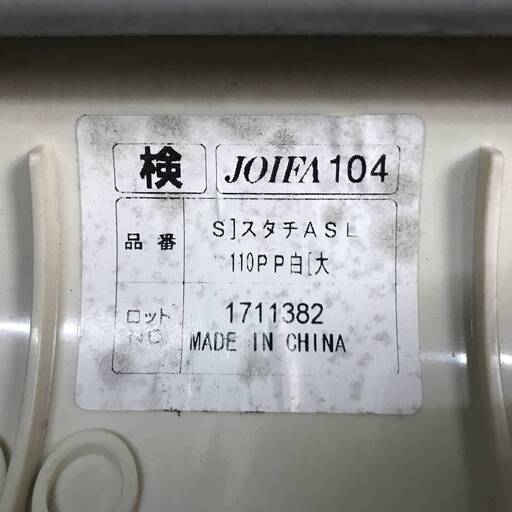 検 JOIFA 104
品番 S]スタチASL
110PP白[大
ロット NO 1711382
MADE IN CHINA